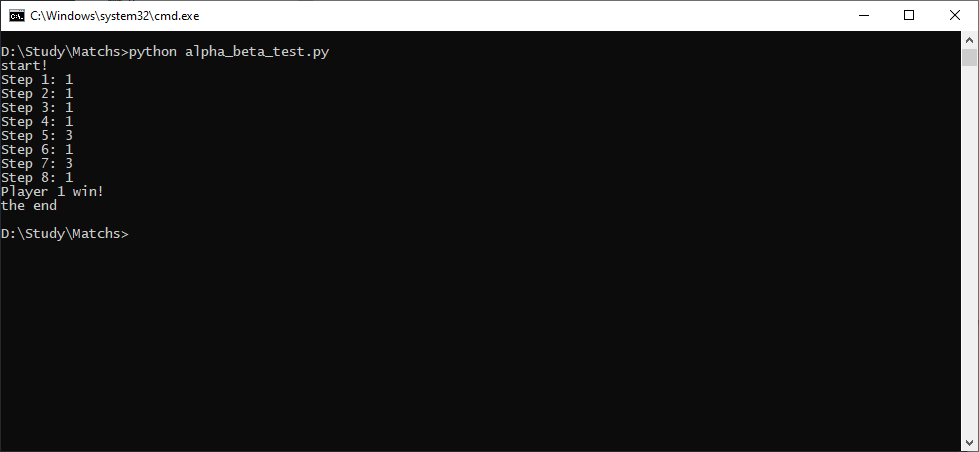 C:\Windows\system32\cmd.exe
D:\Study\Matchs>python alpha_beta_test.py
start!
Step 1: 1
Step 2: 1
Step 3: 1
Step 4: 1
Step 5: 3
Step 6: 1
Step 7: 3
Step 8: 1
Player 1 win!
the end
D:\Study\Matchs>